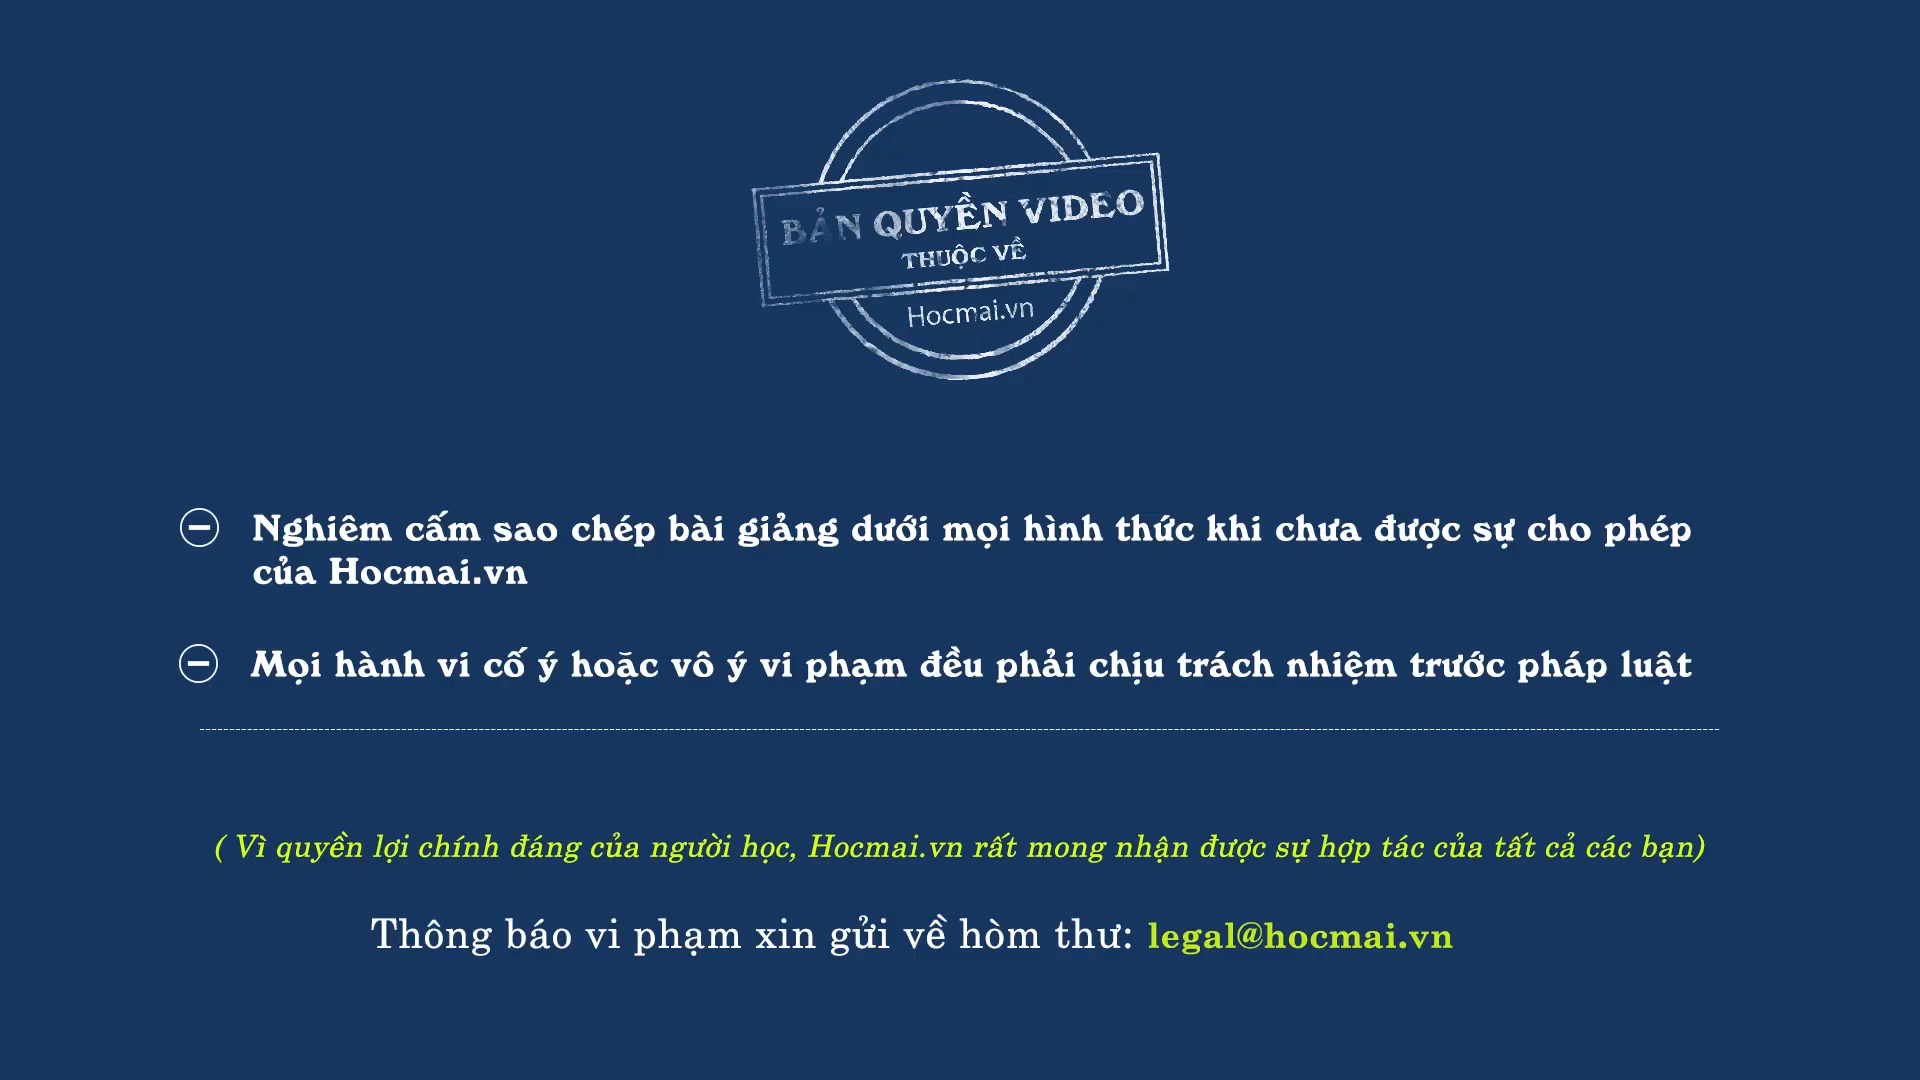 BẢN QUYỀN VIDEO
THUỘC VỀ
Hocmai.vn
Nghiêm cấm sao chép bài giảng dưới mọi hình thức khi chưa được sự cho phép
của Hocmai.vn
Mọi hành vi cố ý hoặc vô ý vi phạm đều phải chịu trách nhiệm trước pháp luật
( Vì quyền lợi chính đáng của người học, Hocmai.vn rất mong nhận được sự hợp tác của tất cả các bạn)
Thông báo vi phạm xin gửi về hòm thư: legal@hocmai.vn